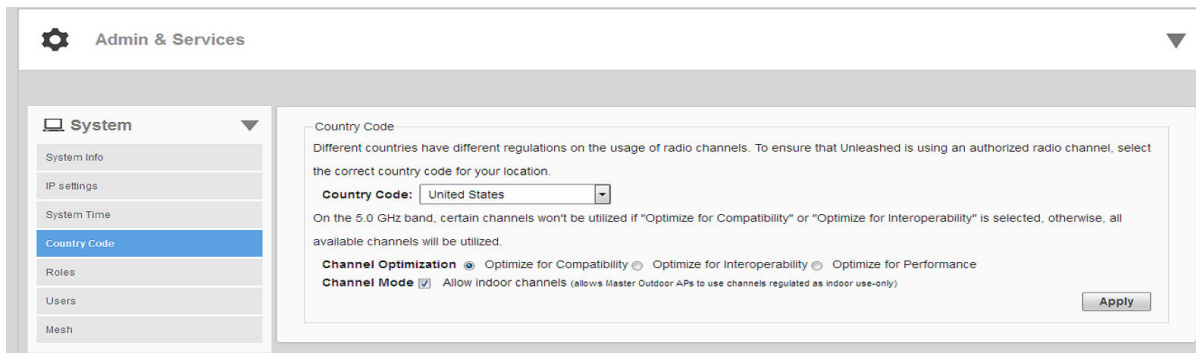 Admin & Services
System
System Info
IP settings
System Time
Country Code
Roles
Users
Mesh
Country Code
Different countries have different regulations on the usage of radio channels. To ensure that Unleashed is using an authorized radio channel, select
the correct country code for your location.
Country Code: United States
On the 5.0 GHz band, certain channels won't be utilized if "Optimize for Compatibility" or "Optimize for Interoperability" is selected, otherwise, all
available channels will be utilized.
Channel Optimization Optimize for Compatibility Optimize for Interoperability Optimize for Performance
Channel Mode Allow indoor channels (allows Master Outdoor APs to use channels regulated as indoor use-only)
Apply